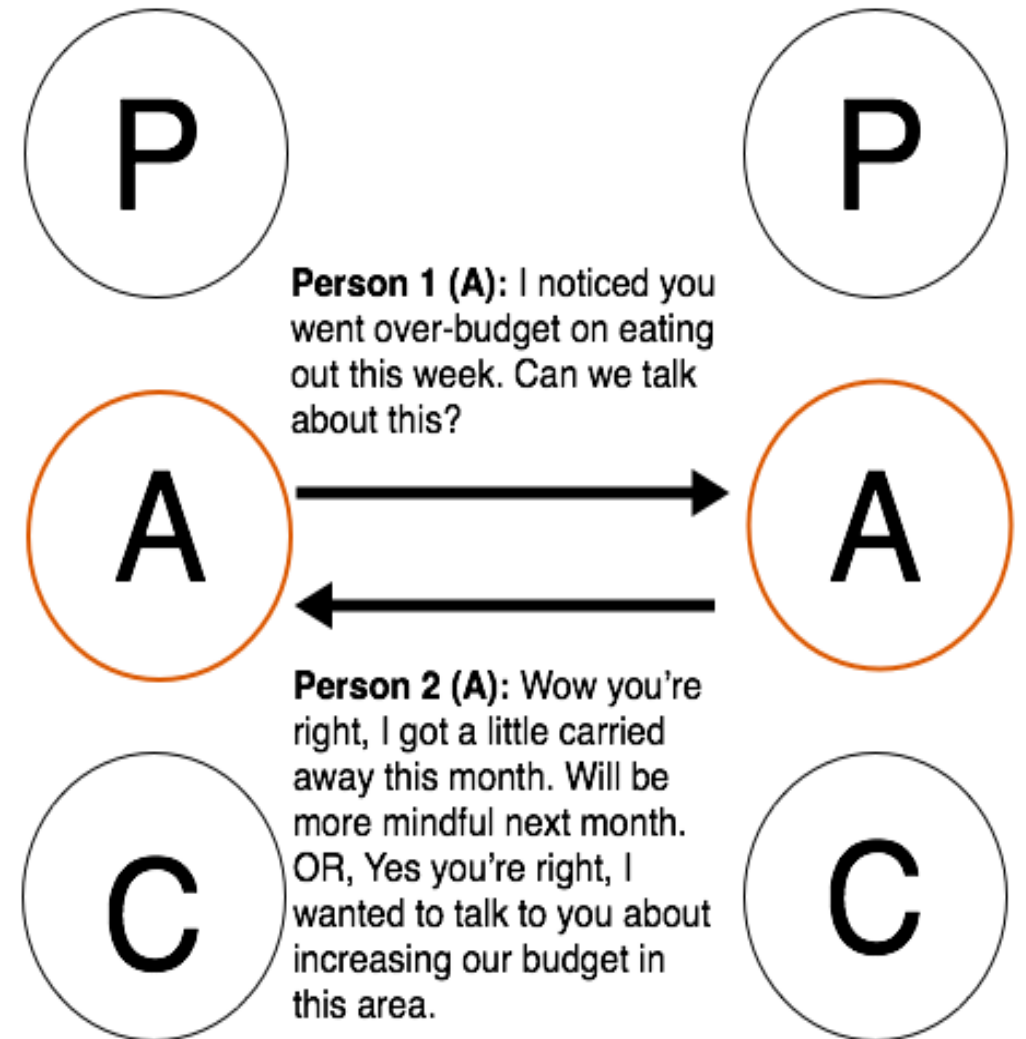 P
P
Person 1 (A): I noticed you
went over-budget on eating
out this week. Can we talk
about this?
A
A
Person 2 (A): Wow you're
right, I got a little carried
away this month. Will be
more mindful next month.
OR, Yes you're right, I
wanted to talk to you about
increasing our budget in
this area.
C
C